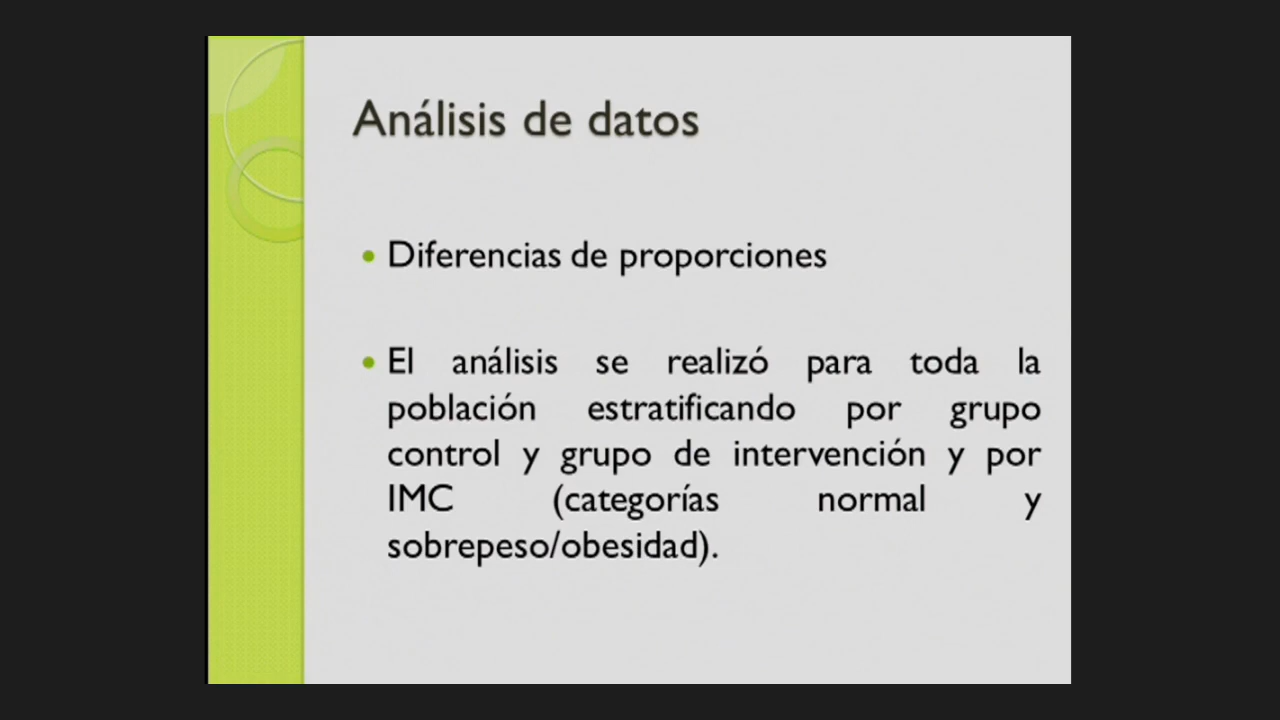 Análisis de datos
Diferencias de proporciones
El análisis se realizó para toda la
población estratificando por grupo
control y grupo de intervención y por
IMC (categorías normal y
sobrepeso/obesidad).